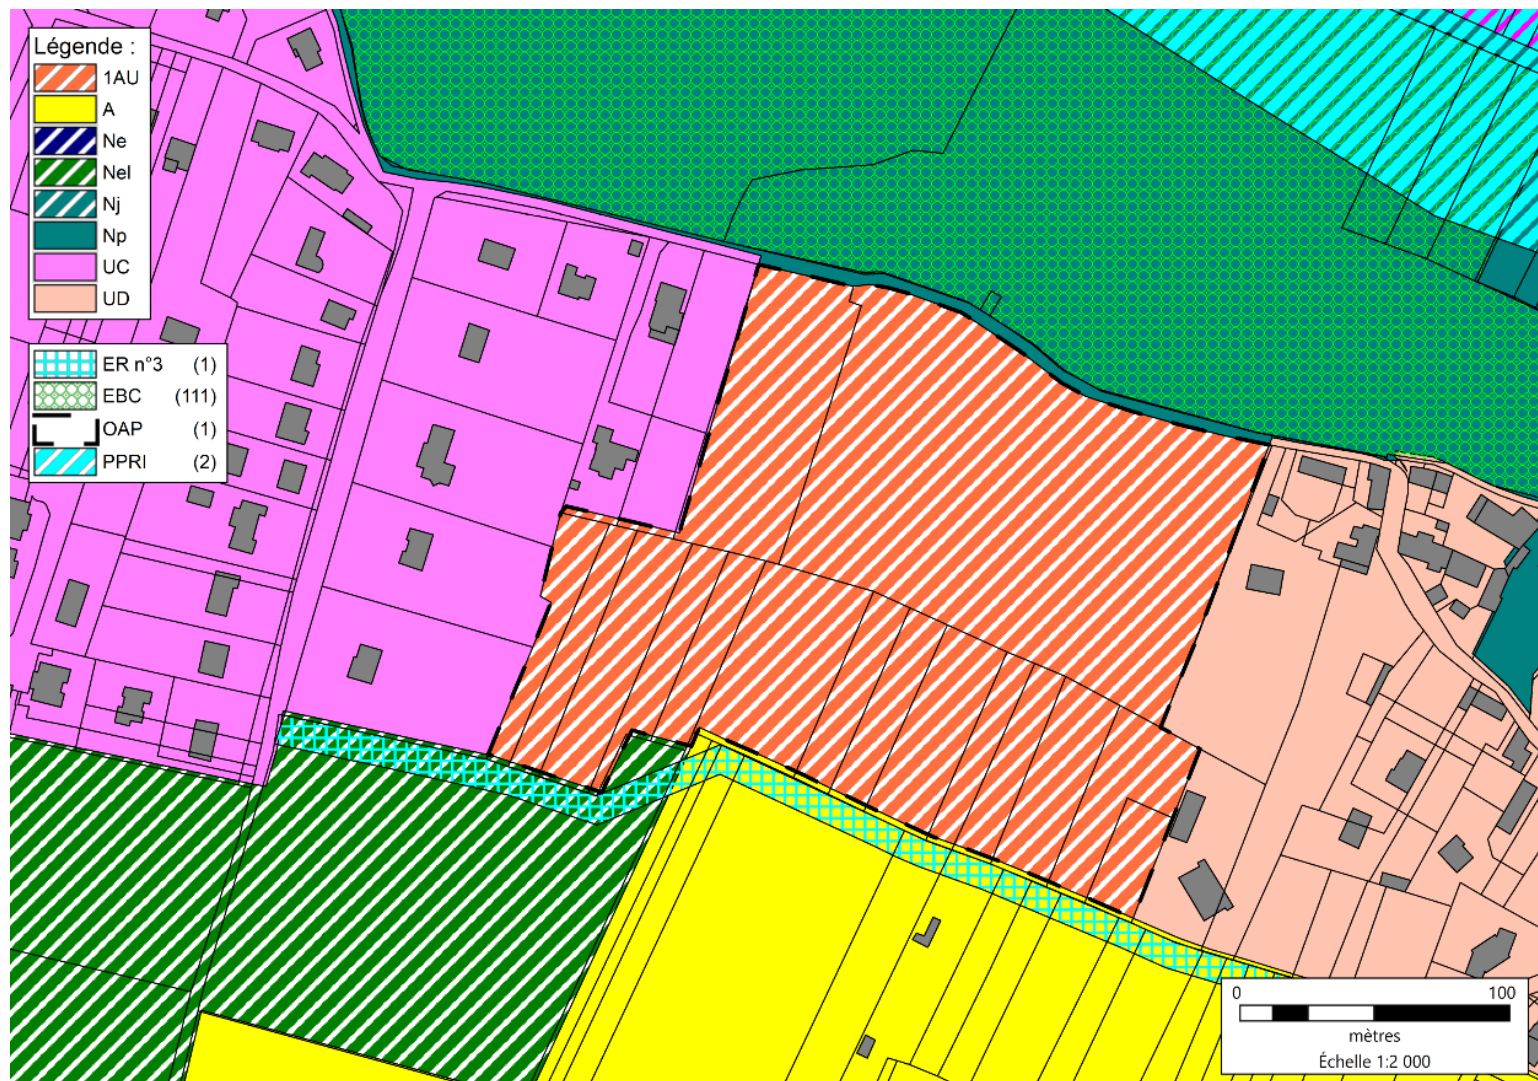 Légende :
1AU
A
Ne
Nel
Nj
Np
UC
UD
ER n°3 (1)
EBC (111)
OAP (1)
PPRI (2)
0 100
mètres
Échelle 1:2 000